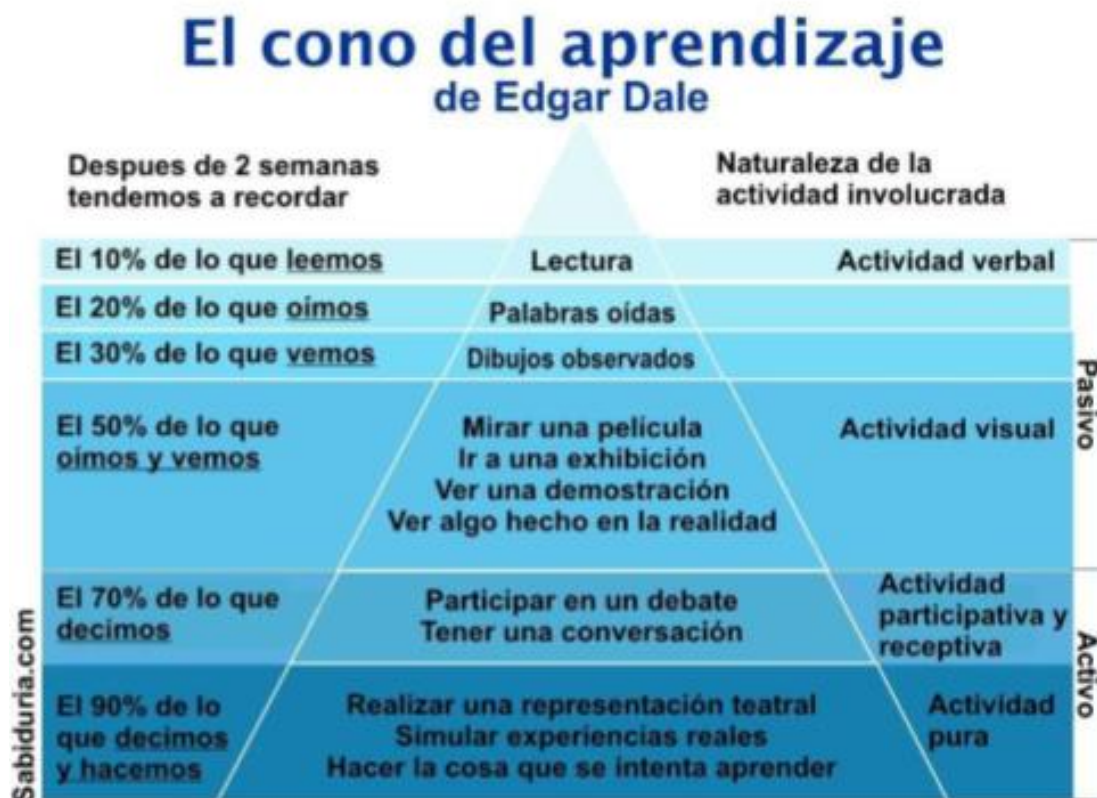 El cono del aprendizaje
de Edgar Dale
Despues de 2 semanas
tendemos a recordar
Naturaleza de la
actividad involucrada
El 10% de lo que leemos
Lectura
Actividad verbal
El 20% de lo que oímos
Palabras oídas
El 30% de lo que vemos
Dibujos observados
El 50% de lo que
oímos y vemos
Mirar una película
Ir a una exhibición
Ver una demostración
Ver algo hecho en la realidad
Actividad visual
Pasivo
El 70% de lo que
decimos
Participar en un debate
Tener una conversación
Actividad
participativa y
receptiva
El 90% de lo
que decimos
y hacemos
Realizar una representación teatral
Simular experiencias reales
Hacer la cosa que se intenta aprender
Actividad
pura
Activo
Sabiduria.com